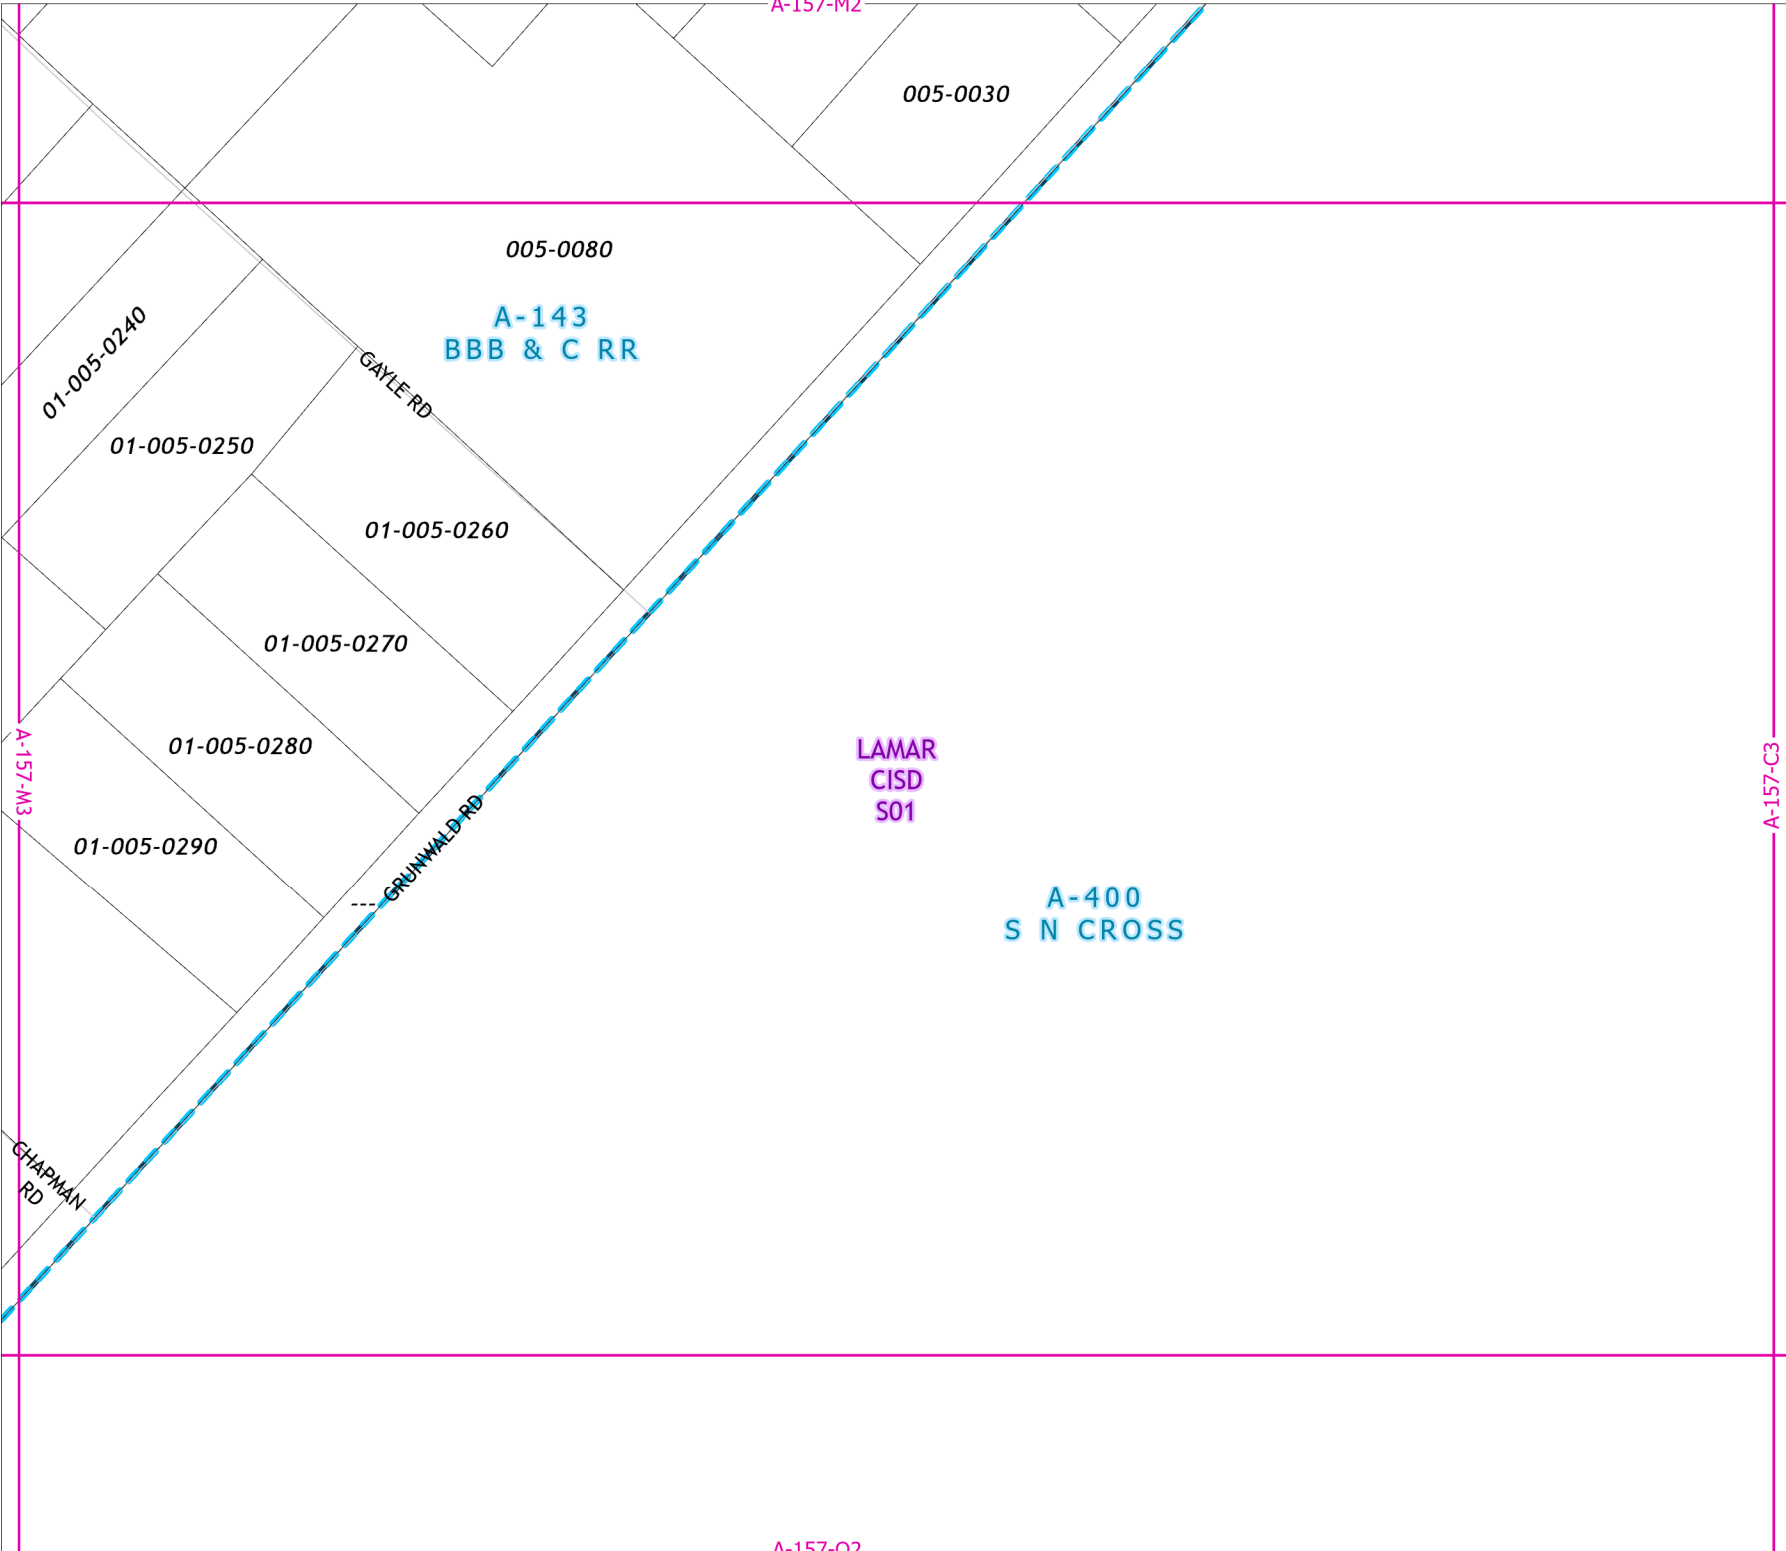 A-157-M2
005-0030
005-0080
A-143
BBB & C RR
01-005-0240
GAYLE RD
01-005-0250
01-005-0260
01-005-0270
01-005-0280
A-157-M3
LAMAR
CISD
S01
A-157-C3
01-005-0290
GRUNWALD RD
A-400
S N CROSS
CHAPMAN
RD